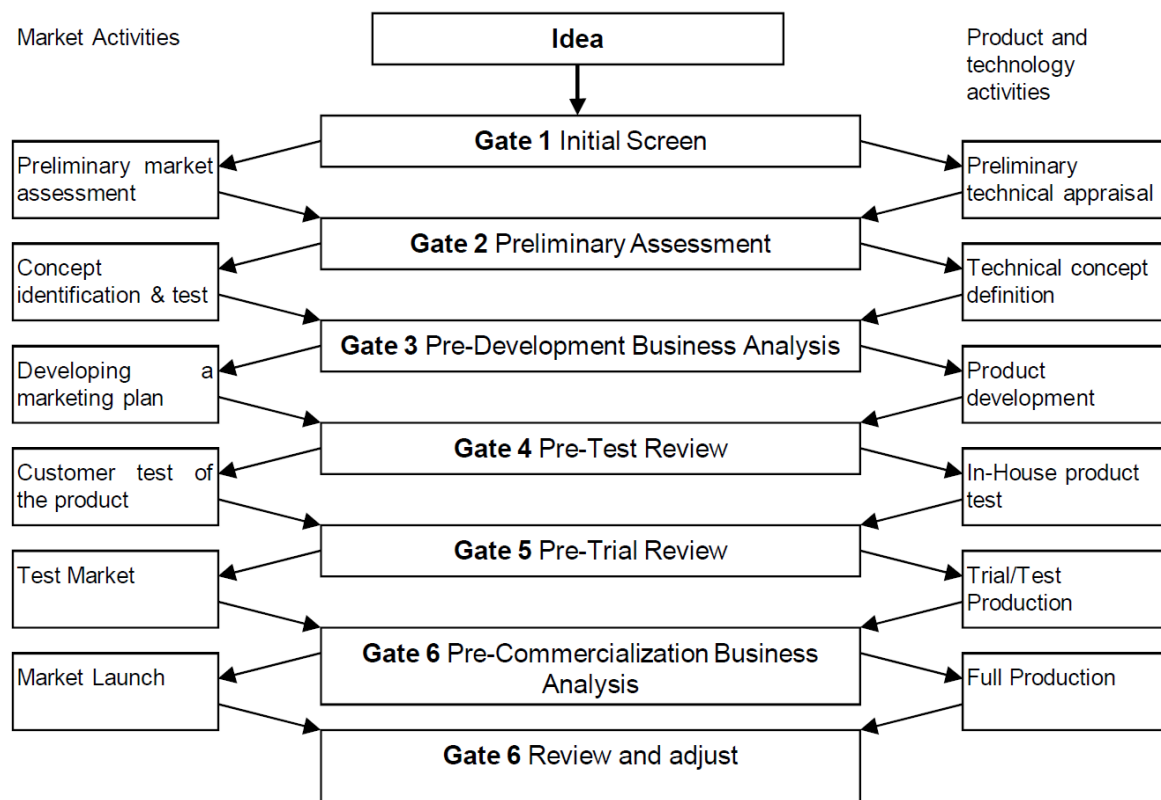 Market Activities
Idea
Product and
technology
activities
Gate 1 Initial Screen
Preliminary market
assessment
Preliminary
technical appraisal
Gate 2 Preliminary Assessment
Concept
identification & test
Technical concept
definition
Gate 3 Pre-Development Business Analysis
Developing a
marketing plan
Product
development
Gate 4 Pre-Test Review
Customer test of
the product
In-House product
test
Gate 5 Pre-Trial Review
Test Market
Trial/Test
Production
Gate 6 Pre-Commercialization Business
Analysis
Market Launch
Full Production
Gate 6 Review and adjust